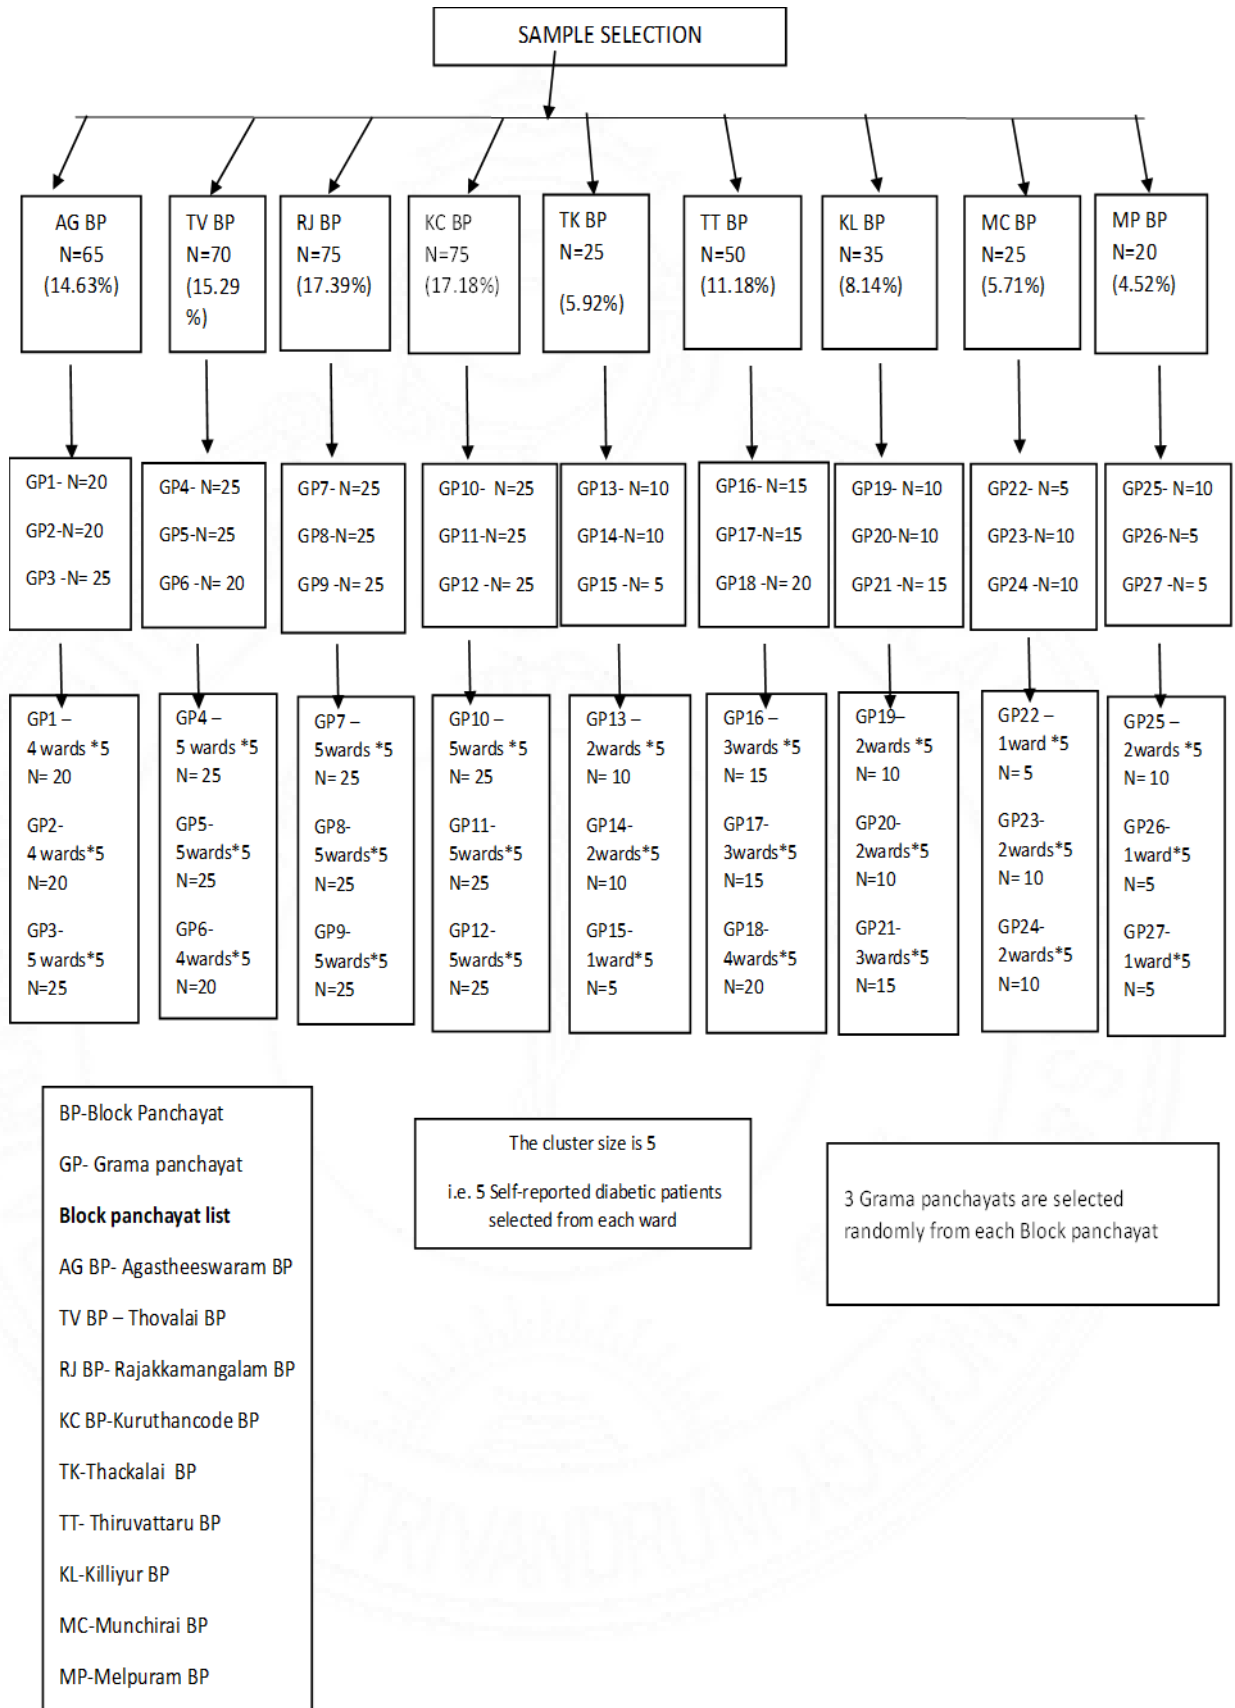 SAMPLE SELECTION
AG BP
N=65
(14.63%)
TV BP
N=70
(15.29
%)
RJ BP
N=75
(17.39%)
KC BP
N=75
(17.18%)
TK BP
N=25
(5.92%)
TT BP
N=50
(11.18%)
KL BP
N=35
(8.14%)
MC BP
N=25
(5.71%)
MP BP
N=20
(4.52%)
GP1- N=20
GP2-N=20
GP3 -N= 25
GP4- N=25
GP5-N=25
GP6 -N= 20
GP7- N=25
GP8-N=25
GP9 -N= 25
GP10- N=25
GP11-N=25
GP12 -N= 25
GP13- N=10
GP14-N=10
GP15 -N= 5
GP16- N=15
GP17-N=15
GP18 -N= 20
GP19- N=10
GP20-N=10
GP21 -N= 15
GP22- N=5
GP23-N=10
GP24 -N=10
GP25- N=10
GP26-N=5
GP27 -N= 5
GP1 –
4 wards *5
N= 20
GP2-
4 wards*5
N=20
GP3-
5 wards*5
N=25
GP4 –
5 wards *5
N= 25
GP5-
5wards*5
N=25
GP6-
4wards*5
N=20
GP7 –
5wards *5
N= 25
GP8-
5wards*5
N=25
GP9-
5wards*5
N=25
GP10 –
5wards *5
N= 25
GP11-
5wards*5
N=25
GP12-
5wards*5
N=25
GP13 –
2wards *5
N= 10
GP14-
2wards*5
N=10
GP15-
1ward*5
N=5
GP16 –
3wards *5
N= 15
GP17-
3wards*5
N=15
GP18-
4wards*5
N=20
GP19–
2wards *5
N= 10
GP20-
2wards*5
N=10
GP21-
3wards*5
N=15
GP22 –
1ward *5
N= 5
GP23-
2wards*5
N= 10
GP24-
2wards*5
N=10
GP25 –
2wards *5
N= 10
GP26-
1ward*5
N=5
GP27-
1ward*5
N=5
BP-Block Panchayat
GP- Grama panchayat
Block panchayat list
AG BP- Agastheeswaram BP
TV BP – Thovalai BP
RJ BP- Rajakkamangalam BP
KC BP-Kuruthancode BP
TK-Thackalai BP
TT- Thiruvattaru BP
KL-Killiyur BP
MC-Munchirai BP
MP-Melpuram BP
The cluster size is 5
i.e. 5 Self-reported diabetic patients
selected from each ward
3 Grama panchayats are selected
randomly from each Block panchayat
TRIVANDRUM